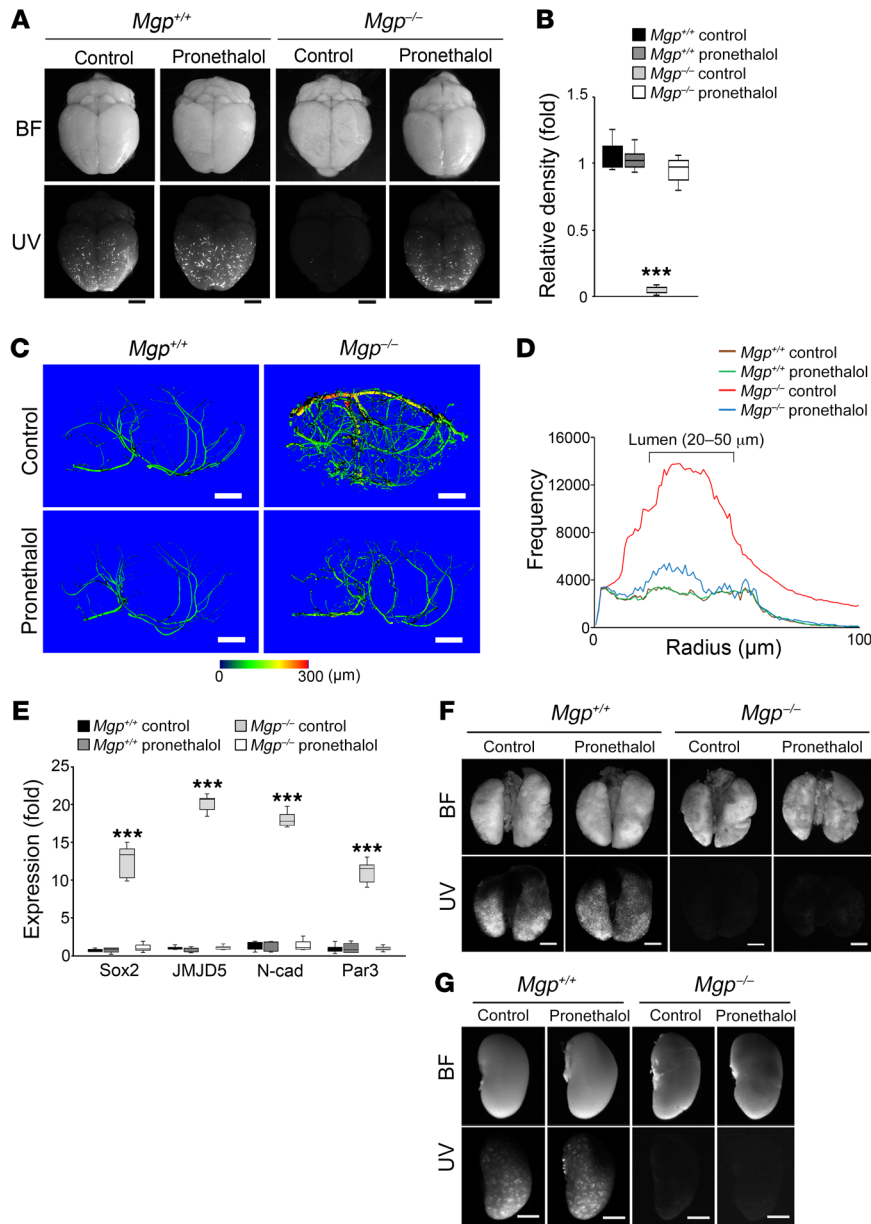 A
Mgp+/+ Mgp–/–
Control Pronethalol Control Pronethalol
BF
UV
B
Mgp+/+ control
Mgp+/+ pronethalol
Mgp–/– control
Mgp–/– pronethalol
Relative density (fold)
1.5
1
0.5
0
***
C
Mgp+/+ Mgp–/–
Control
Pronethalol
0 300 (μm)
D
Mgp+/+ control
Mgp+/+ pronethalol
Mgp–/– control
Mgp–/– pronethalol
Lumen (20–50 μm)
Frequency
16000
12000
8000
4000
0
0 100
Radius (μm)
E
Mgp+/+ control Mgp–/– control
Mgp+/+ pronethalol Mgp–/– pronethalol
Expression (fold)
25
20
15
10
5
0
*** *** *** ***
Sox2 JMJD5 N-cad Par3
F
Mgp+/+ Mgp–/–
Control Pronethalol Control Pronethalol
BF
UV
G
Mgp+/+ Mgp–/–
Control Pronethalol Control Pronethalol
BF
UV